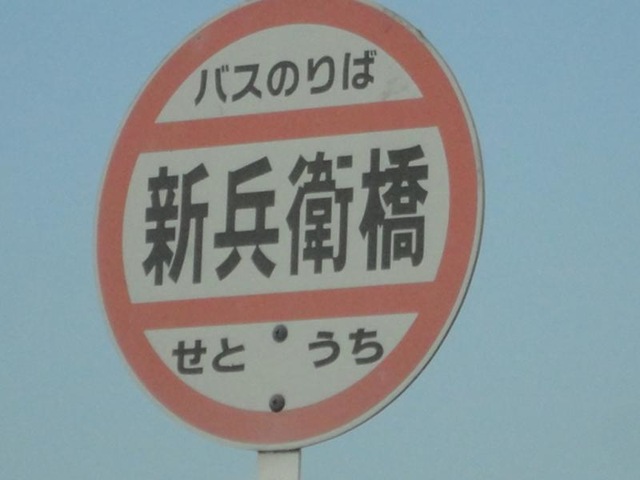 バスのりば
新兵衛橋
せと うち